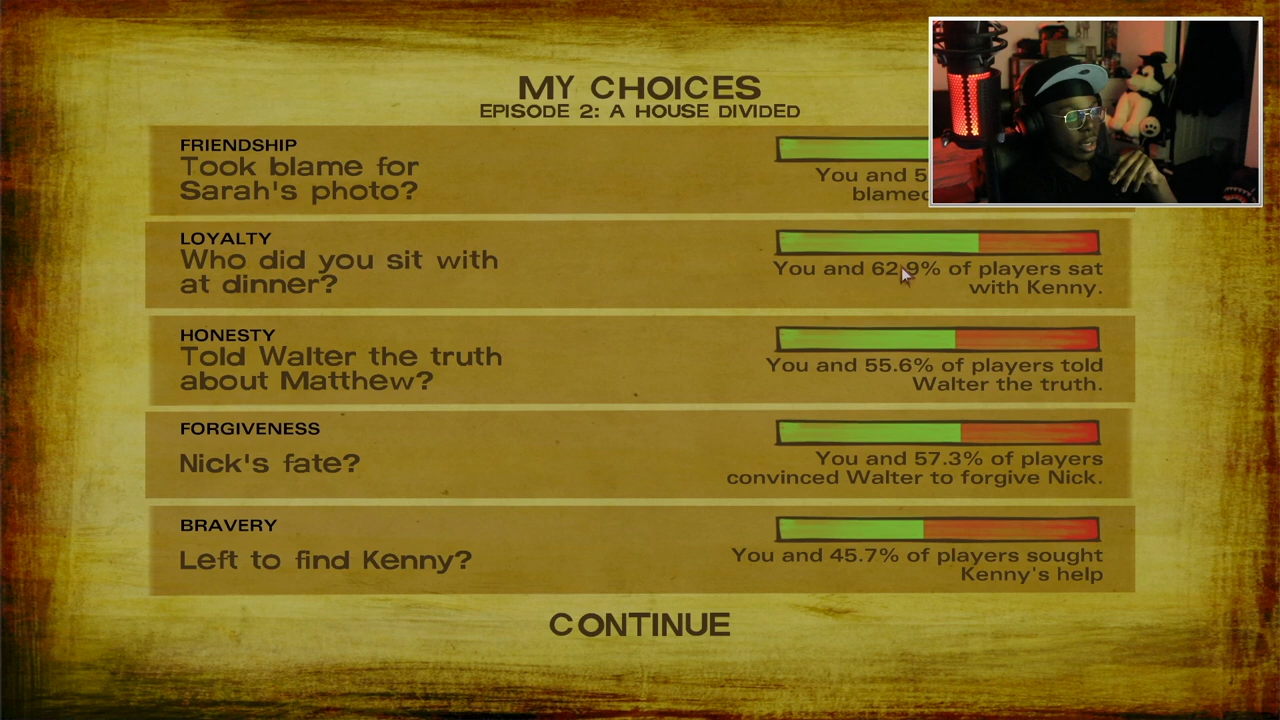 MY CHOICES
EPISODE 2: A HOUSE DIVIDED
FRIENDSHIP
Took blame for
Sarah's photo?
You and 5
blamed
LOYALTY
Who did you sit with
at dinner?
You and 62.9% of players sat
with Kenny.
HONESTY
Told Walter the truth
about Matthew?
You and 55.6% of players told
Walter the truth.
FORGIVENESS
Nick's fate?
You and 57.3% of players
convinced Walter to forgive Nick.
BRAVERY
Left to find Kenny?
You and 45.7% of players sought
Kenny's help
CONTINUE